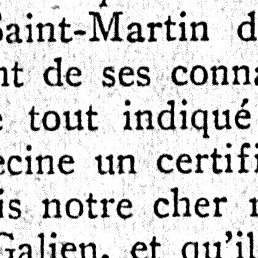 Saint-Martin d
nt de ses conna
e tout indiqué
ecine un certifi
is notre cher
Galien, et qu'il